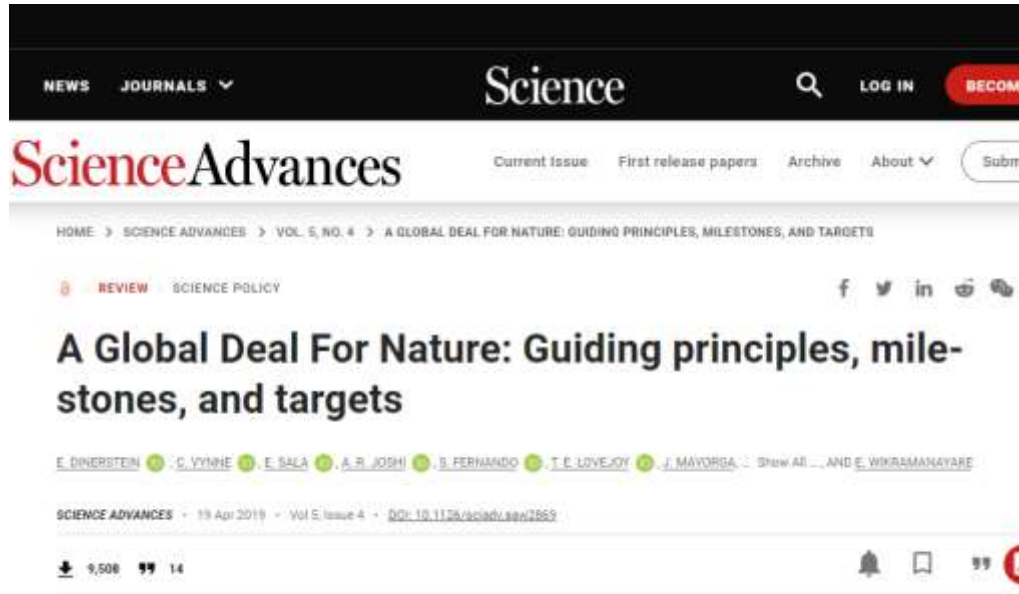 NEWS JOURNALS Science LOG IN BECOM
ScienceAdvances Current Issue First release papers Archive About Subm
HOME > SCIENCE ADVANCES > VOL. 5, NO. 4 > A GLOBAL DEAL FOR NATURE: GUIDING PRINCIPLES, MILESTONES, AND TARGETS
REVIEW SCIENCE POLICY
A Global Deal For Nature: Guiding principles, mile-
stones, and targets
E. DINERSTEIN, C. VYNNE, E. SALA, A. R. JOSHI, S. FERNANDO, T. E. LOVEJOY, J. MAYORGA, ... Show All ..., AND E. WIKRAMANAYAKE
SCIENCE ADVANCES • 19 Apr 2019 • Vol 5, Issue 4 • DOI: 10.1126/sciadv.aaw2869
9,508 14